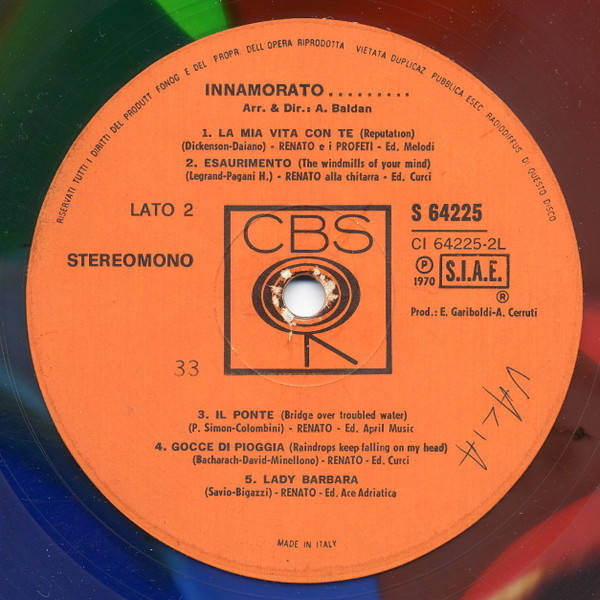 RISERVATI TUTTI I DIRITTI DEL PRODUTT FONOG E DEL PROPR. DELL'OPERA RIPRODOTTA VIETATA DUPLICAZ. PUBBLICA ESEC. RADIODIFFUS DI QUESTO DISCO
INNAMORATO.........
Arr. & Dir.: A. Baldan
1. LA MIA VITA CON TE (Reputation)
(Dickenson-Daiano) - RENATO e i PROFETI - Ed. Melodi
2. ESAURIMENTO (The windmills of your mind)
(Legrand-Pagani H.) - RENATO alla chitarra - Ed. Curci
LATO 2
STEREOMONO
CBS
S 64225
CI 64225-2L
Ⓟ
1970
S.I.A.E.
®
Prod.: E. Gariboldi-A. Cerruti
33
3. IL PONTE (Bridge over troubled water)
(P. Simon-Colombini) - RENATO - Ed. April Music
4. GOCCE DI PIOGGIA (Raindrops keep falling on my head)
(Bacharach-David-Minellono) - RENATO - Ed. Curci
5. LADY BARBARA
(Savio-Bigazzi) - RENATO - Ed. Ace Adriatica
MADE IN ITALY